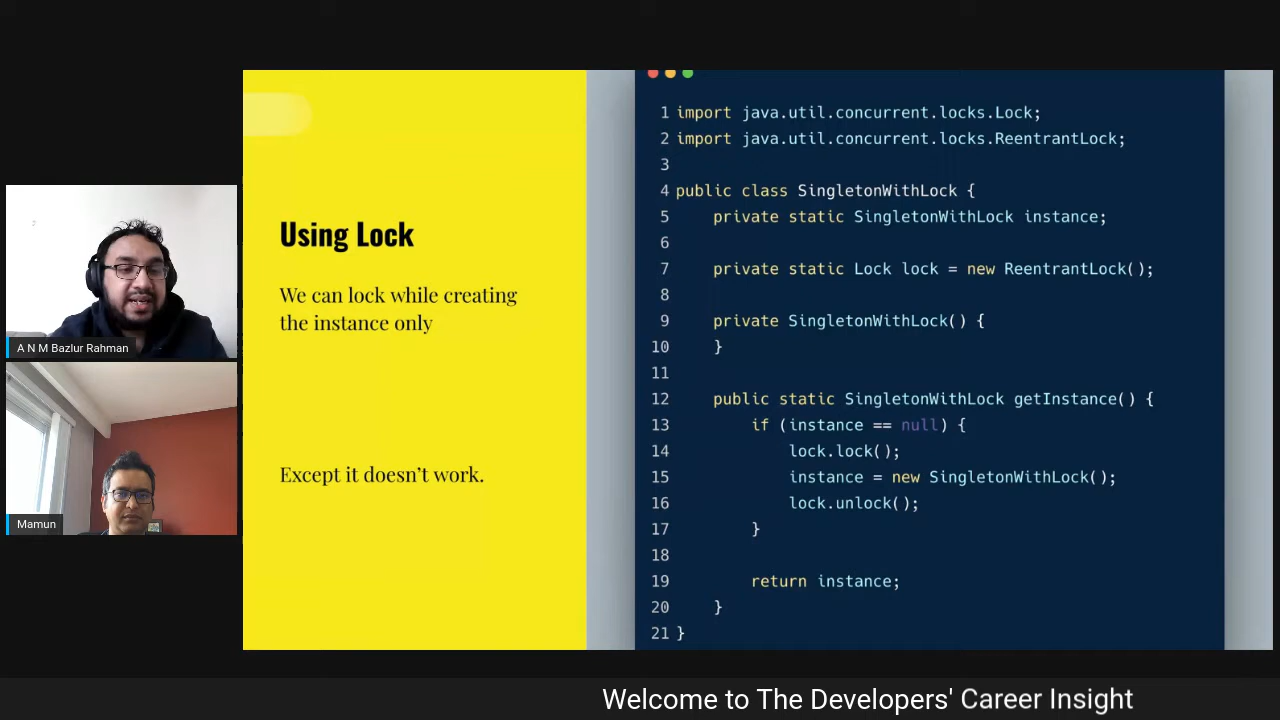 Using Lock
We can lock while creating
the instance only
Except it doesn’t work.
1 import java.util.concurrent.locks.Lock;
2 import java.util.concurrent.locks.ReentrantLock;
3
4 public class SingletonWithLock {
5     private static SingletonWithLock instance;
6
7     private static Lock lock = new ReentrantLock();
8
9     private SingletonWithLock() {
10     }
11
12     public static SingletonWithLock getInstance() {
13         if (instance == null) {
14             lock.lock();
15             instance = new SingletonWithLock();
16             lock.unlock();
17         }
18
19         return instance;
20     }
21 }
A N M Bazlur Rahman
Mamun
Welcome to The Developers' Career Insight